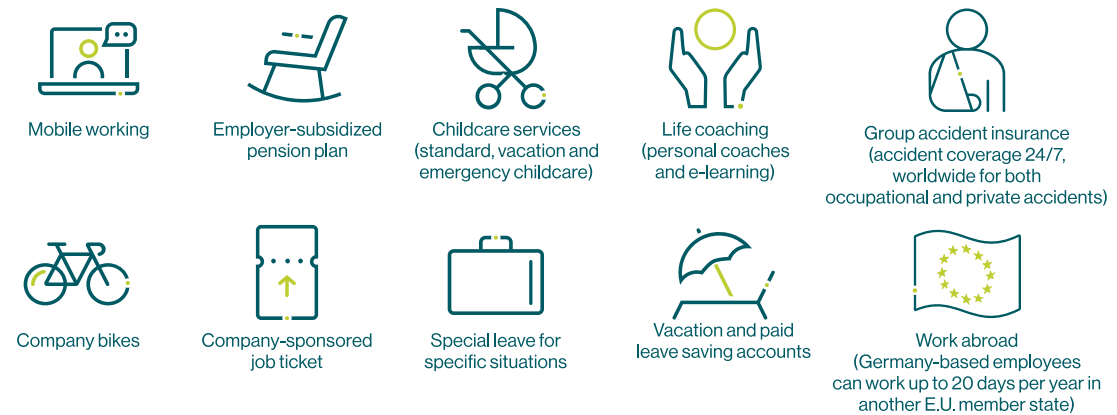 Mobile working
Employer-subsidized
pension plan
Childcare services
(standard, vacation and
emergency childcare)
Life coaching
(personal coaches
and e-learning)
Group accident insurance
(accident coverage 24/7,
worldwide for both
occupational and private accidents)
Company bikes
Company-sponsored
job ticket
Special leave for
specific situations
Vacation and paid
leave saving accounts
Work abroad
(Germany-based employees
can work up to 20 days per year in
another E.U. member state)